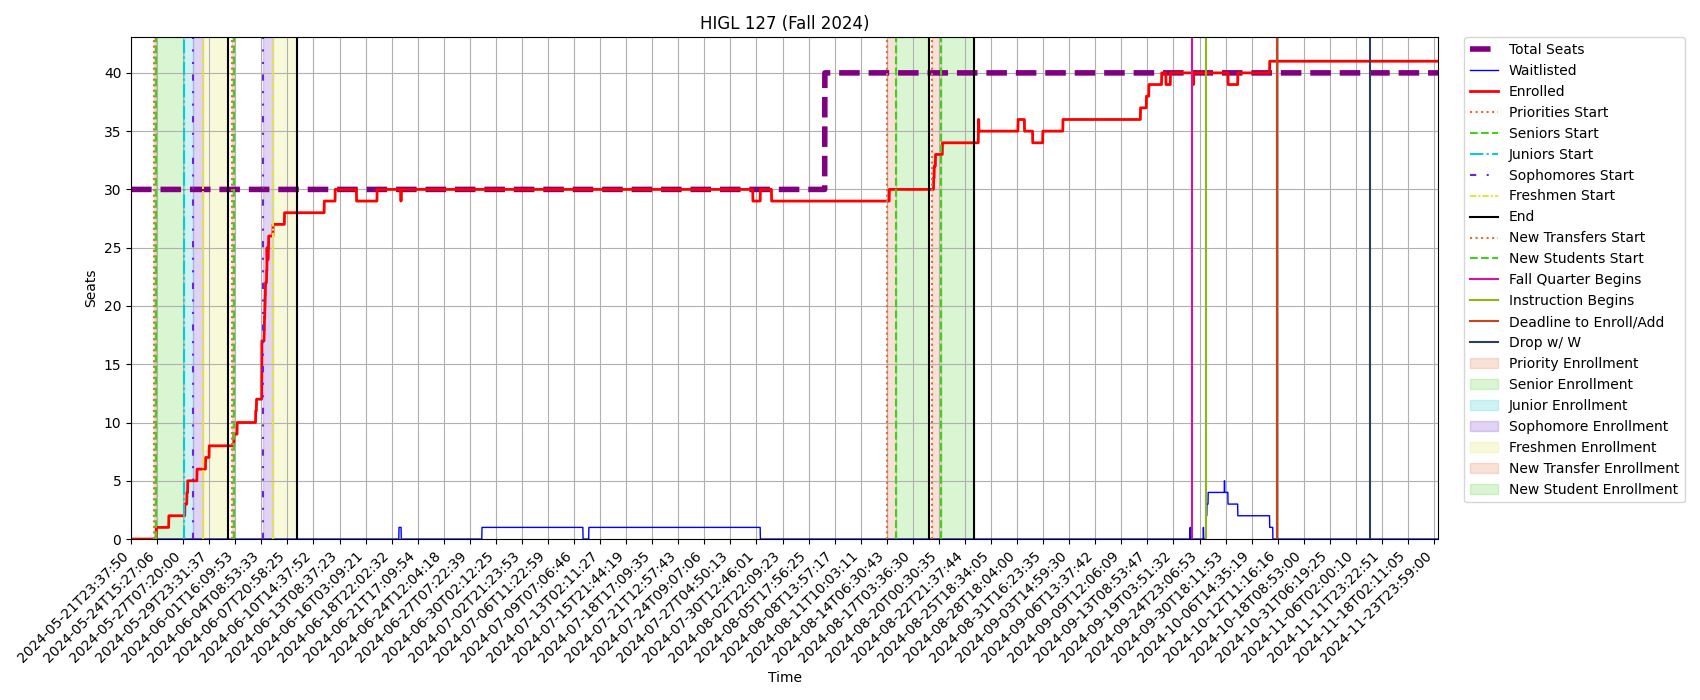 HIGL 127 (Fall 2024)
Seats
40
35
30
25
20
15
10
5
0
2024-05-21T23:37:50
2024-05-24T15:27:06
2024-05-27T07:20:00
2024-05-29T23:31:37
2024-06-01T16:09:53
2024-06-04T08:53:33
2024-06-07T20:58:25
2024-06-10T14:37:52
2024-06-13T08:37:23
2024-06-16T03:09:21
2024-06-18T22:02:32
2024-06-21T17:09:54
2024-06-24T12:04:18
2024-06-27T07:22:39
2024-06-30T02:12:25
2024-07-02T21:23:53
2024-07-06T11:22:59
2024-07-09T07:06:46
2024-07-13T02:11:27
2024-07-15T21:44:19
2024-07-18T17:09:35
2024-07-21T12:57:43
2024-07-24T09:07:06
2024-07-27T04:50:13
2024-07-30T12:46:01
2024-08-02T22:09:23
2024-08-05T17:56:25
2024-08-08T13:57:17
2024-08-11T10:03:11
2024-08-14T06:30:43
2024-08-17T03:36:30
2024-08-20T00:30:35
2024-08-22T21:37:44
2024-08-25T18:34:05
2024-08-28T18:04:00
2024-08-31T16:23:35
2024-09-03T14:59:30
2024-09-06T13:37:42
2024-09-09T12:06:09
2024-09-13T08:53:47
2024-09-19T03:51:32
2024-09-24T23:06:53
2024-09-30T18:11:53
2024-10-06T14:35:19
2024-10-12T11:16:16
2024-10-18T08:53:00
2024-10-31T06:19:25
2024-11-06T02:00:10
2024-11-11T23:22:51
2024-11-18T02:11:05
2024-11-23T23:59:00
Time
Total Seats
Waitlisted
Enrolled
Priorities Start
Seniors Start
Juniors Start
Sophomores Start
Freshmen Start
End
New Transfers Start
New Students Start
Fall Quarter Begins
Instruction Begins
Deadline to Enroll/Add
Drop w/ W
Priority Enrollment
Senior Enrollment
Junior Enrollment
Sophomore Enrollment
Freshmen Enrollment
New Transfer Enrollment
New Student Enrollment